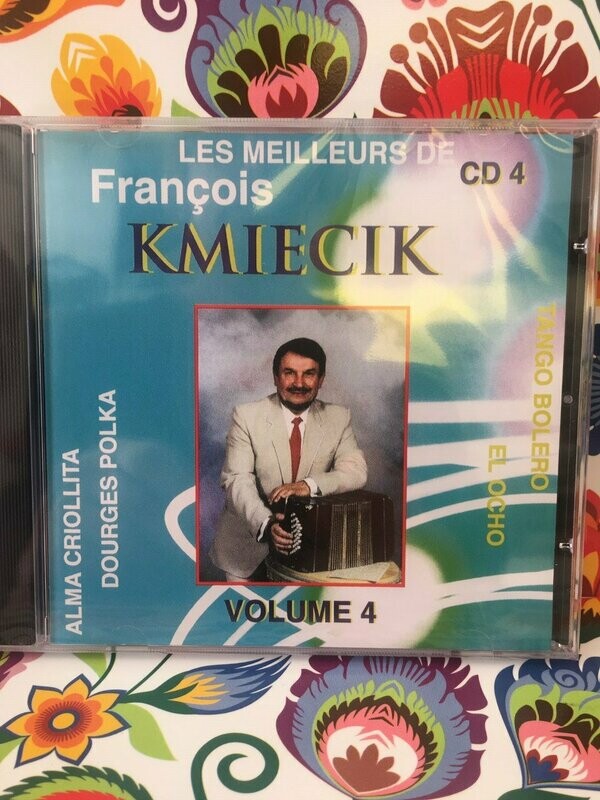 LES MEILLEURS DE
CD 4
François
KMIECIK
ALMA CRIOLLITA
DOURGES POLKA
TANGO BOLERO
EL OCHO
VOLUME 4